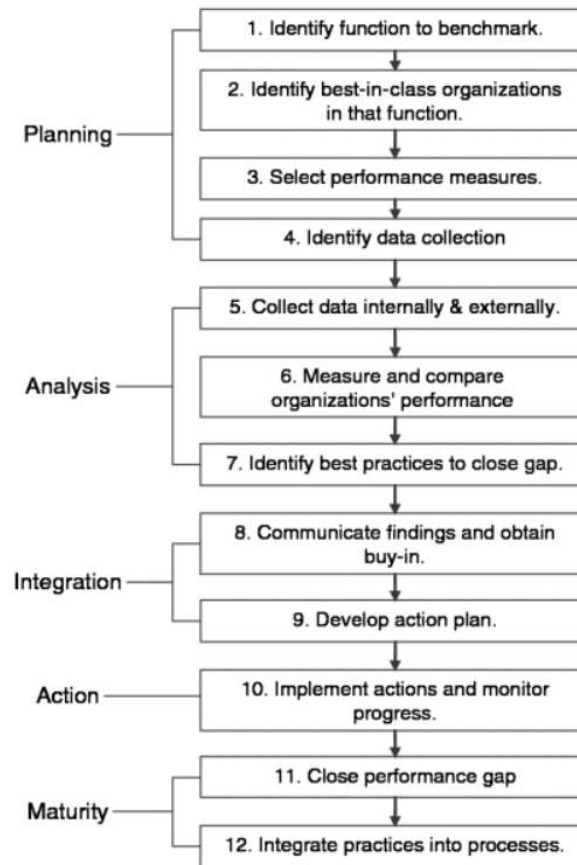 1. Identify function to benchmark.
2. Identify best-in-class organizations
in that function.
Planning
3. Select performance measures.
4. Identify data collection
5. Collect data internally & externally.
Analysis
6. Measure and compare
organizations' performance
7. Identify best practices to close gap.
8. Communicate findings and obtain
buy-in.
Integration
9. Develop action plan.
Action
10. Implement actions and monitor
progress.
11. Close performance gap
Maturity
12. Integrate practices into processes.